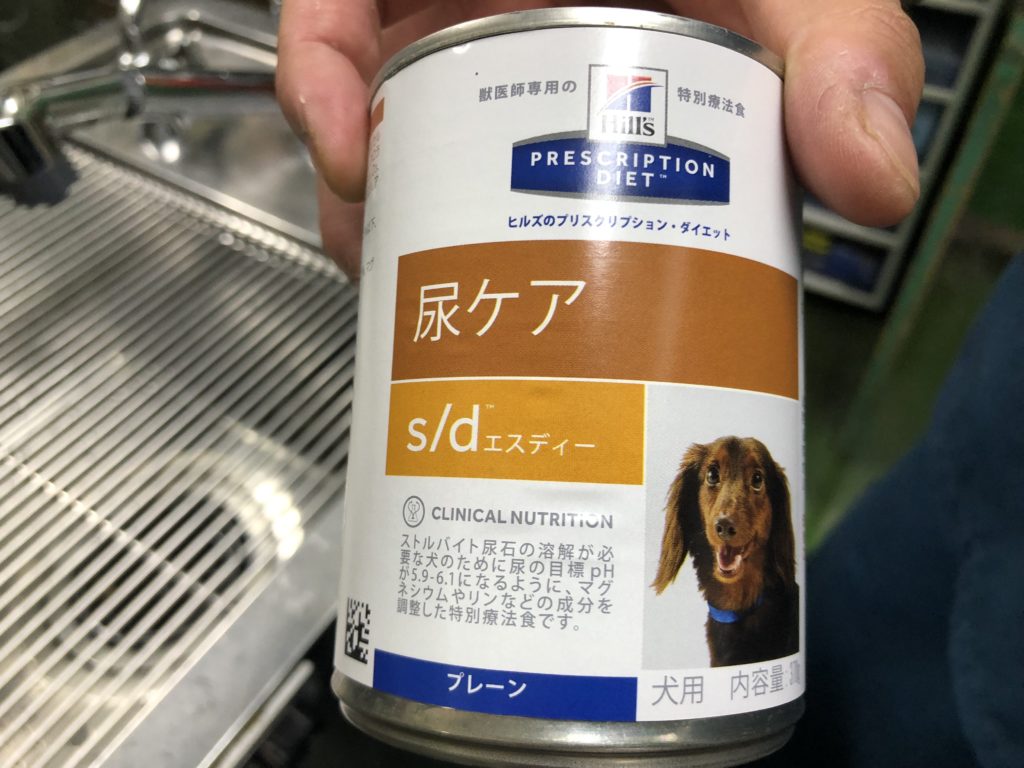 獣医師専用の
特別療法食
Hill's™
PRESCRIPTION
DIET™
ヒルズのプリスクリプション・ダイエット
尿ケア
s/d™エスディー
CLINICAL NUTRITION
ストルバイト尿石の溶解が必
要な犬のために尿の目標pH
が5.9-6.1になるように、マグ
ネシウムやリンなどの成分を
調整した特別療法食です。
プレーン
犬用 内容量: